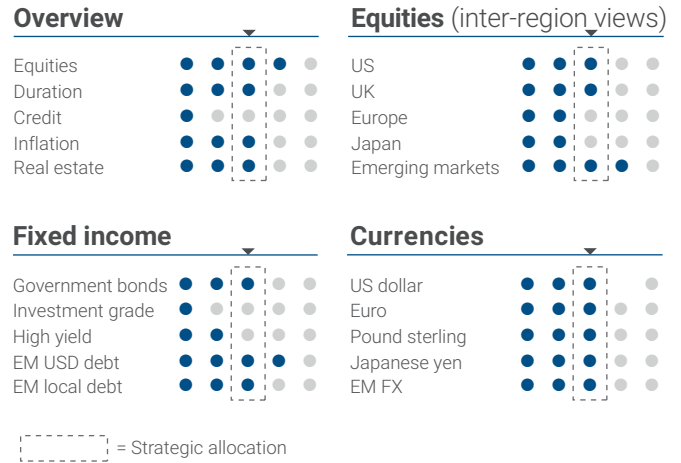 Overview
Equities
Duration
Credit
Inflation
Real estate
Equities (inter-region views)
US
UK
Europe
Japan
Emerging markets
Fixed income
Government bonds
Investment grade
High yield
EM USD debt
EM local debt
Currencies
US dollar
Euro
Pound sterling
Japanese yen
EM FX
= Strategic allocation